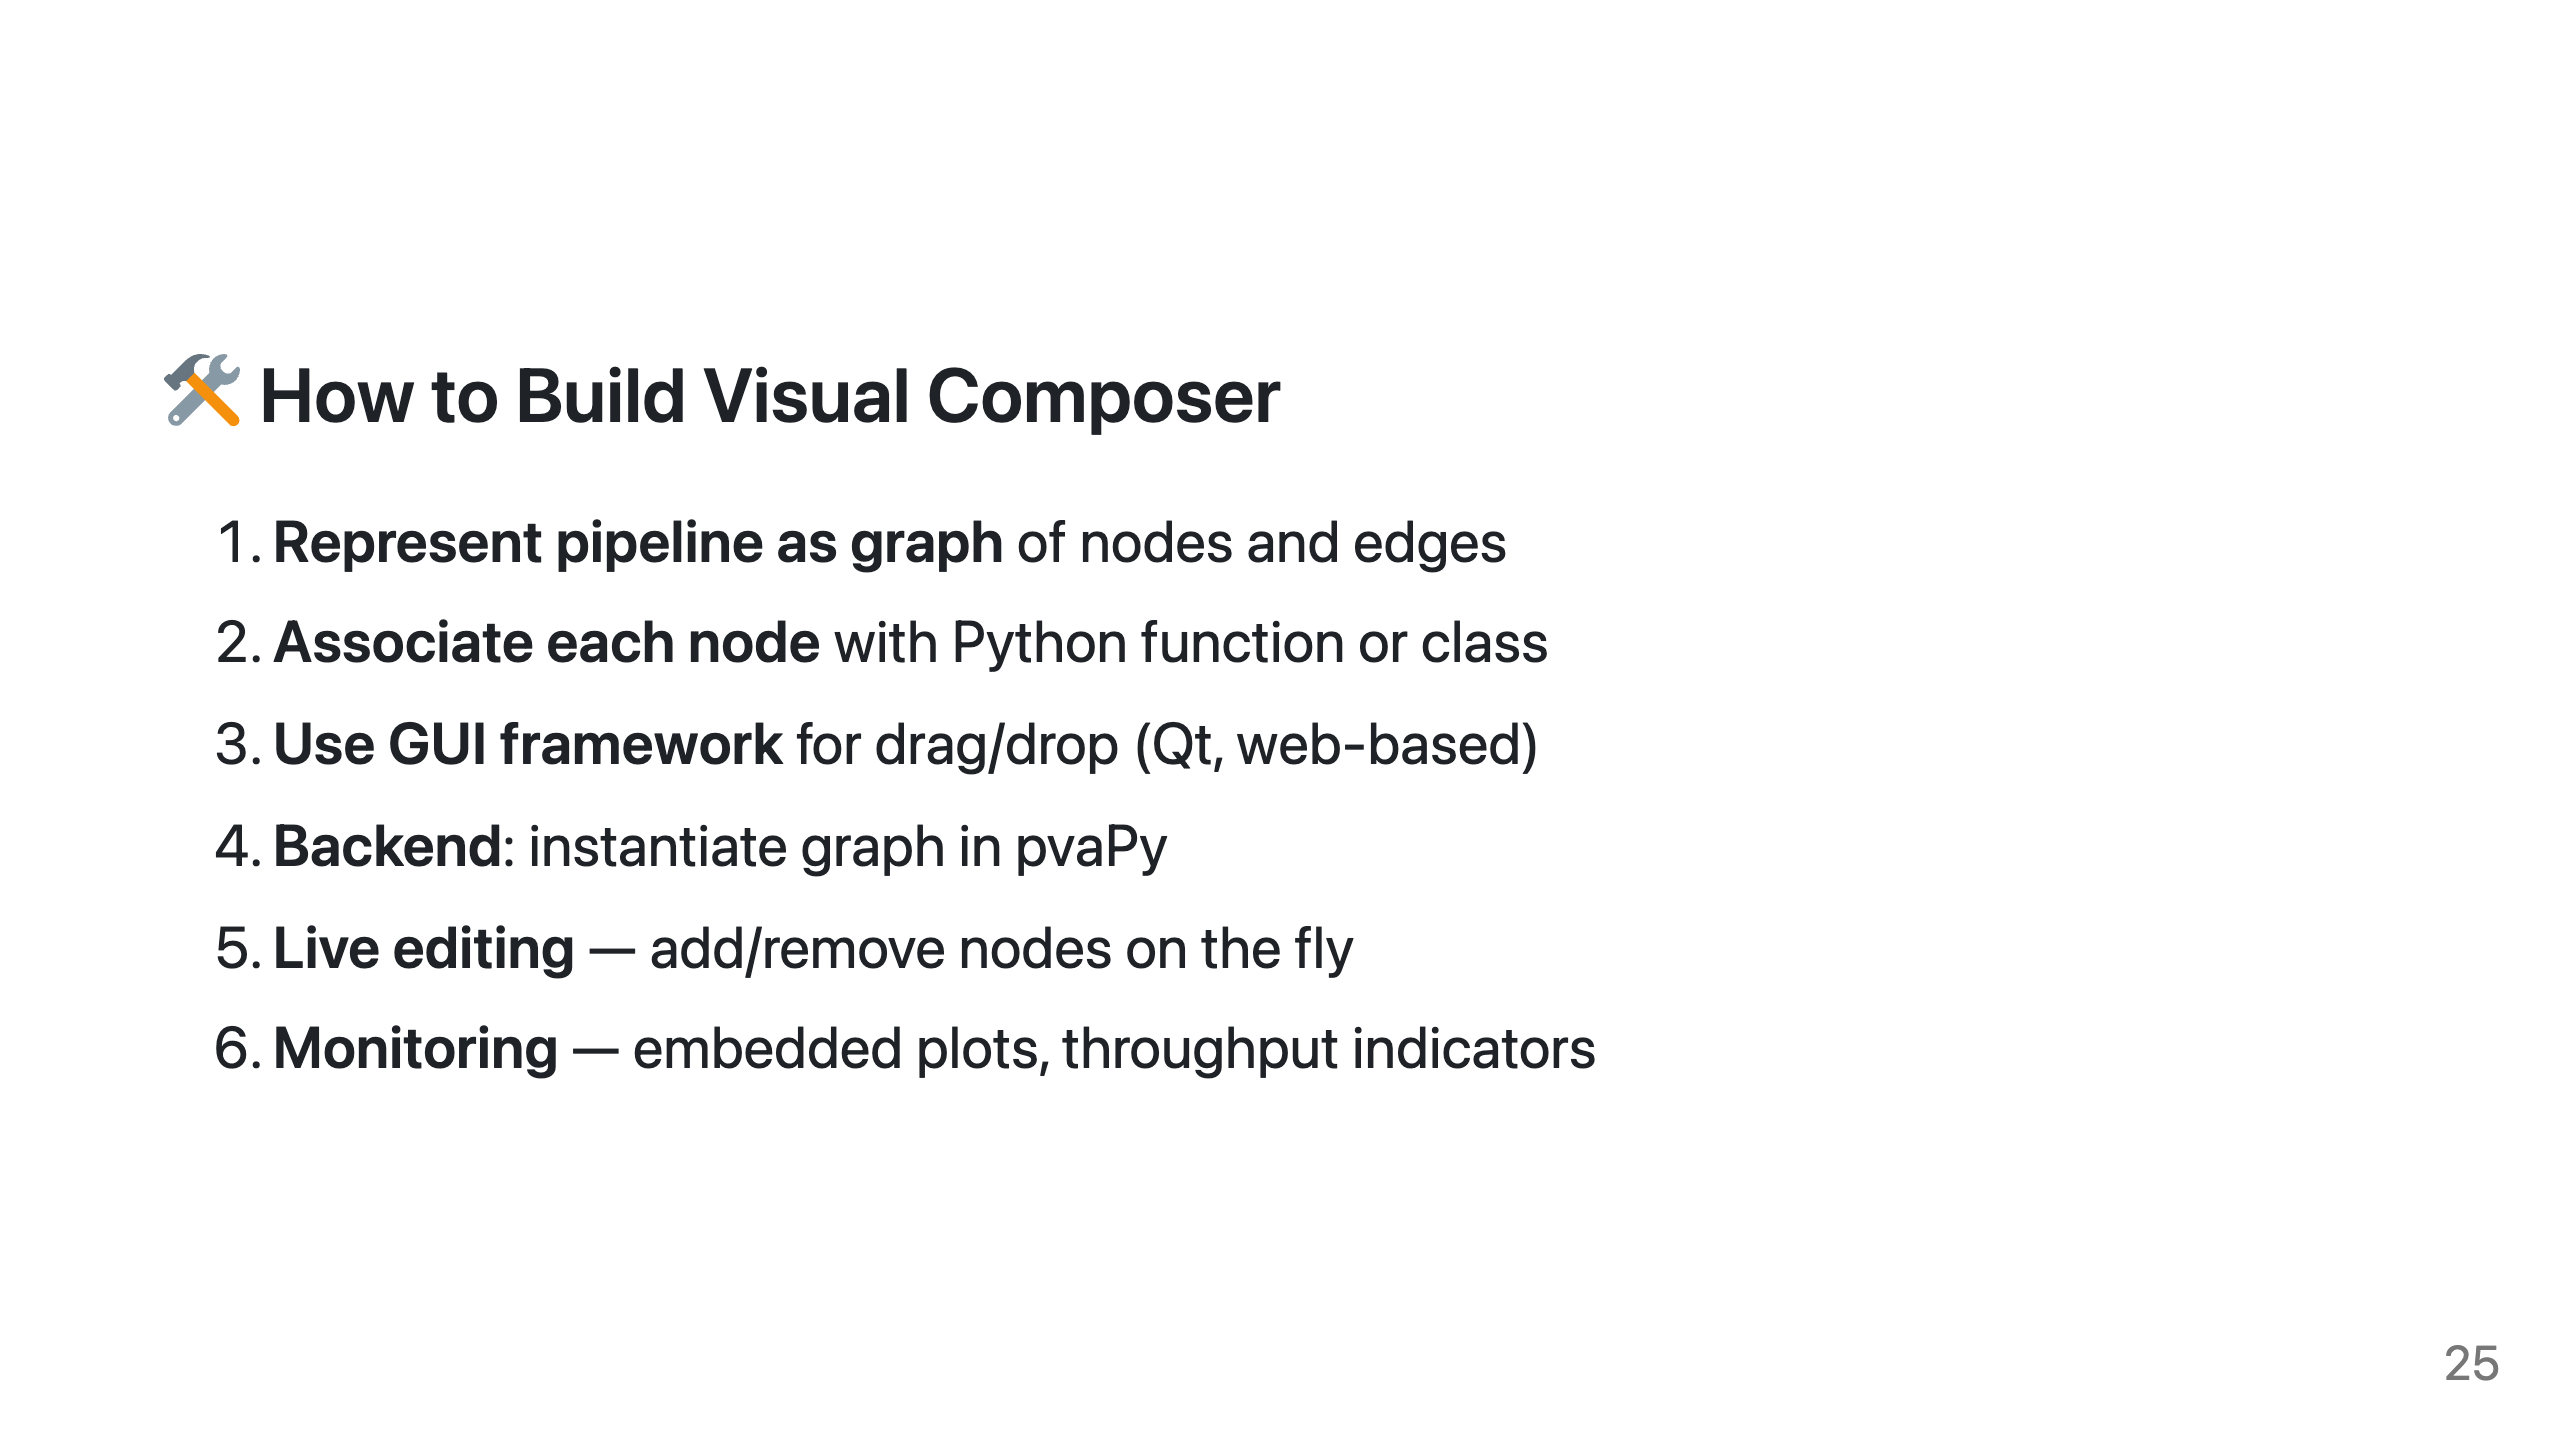 🛠️ How to Build Visual Composer
1. Represent pipeline as graph of nodes and edges
2. Associate each node with Python function or class
3. Use GUI framework for drag/drop (Qt, web-based)
4. Backend: instantiate graph in pvaPy
5. Live editing — add/remove nodes on the fly
6. Monitoring — embedded plots, throughput indicators
25